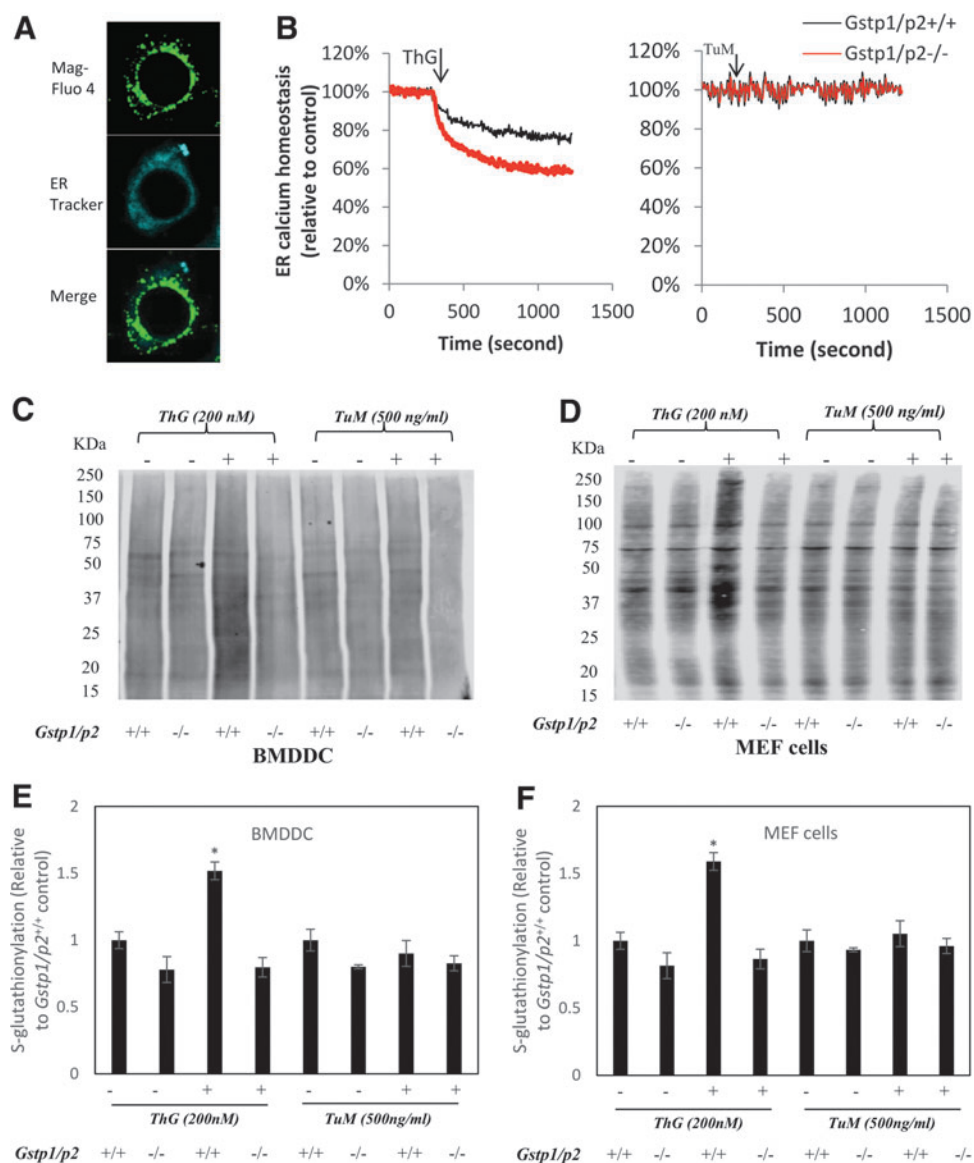 A
Mag-
Fluo 4
ER
Tracker
Merge
B
Gstp1/p2+/+
Gstp1/p2-/-
ER calcium homeostasis
(relative to control)
120%
100%
80%
60%
40%
20%
0%
ThG
0 500 1000 1500
Time (second)
120%
100%
80%
60%
40%
20%
0%
TuM
0 500 1000 1500
Time (second)
C
ThG (200 nM) TuM (500 ng/ml)
KDa - - + + - - + +
250
150
100
75
50
37
25
20
15
Gstp1/p2 +/+ -/- +/+ -/- +/+ -/- +/+ -/-
BMDDC
D
ThG (200 nM) TuM (500 ng/ml)
KDa - - + + - - + +
250
150
100
75
50
37
25
20
15
+/+ -/- +/+ -/- +/+ -/- +/+ -/-
MEF cells
E
S-glutathionylation (Relative
to Gstp1/p2+/+ control)
2
1.5
1
0.5
0
BMDDC
*
- - + + - - + +
ThG (200nM) TuM (500ng/ml)
Gstp1/p2 +/+ -/- +/+ -/- +/+ -/- +/+ -/-
F
S-glutathionylation (Relative
to Gstp1/p2+/+ control)
2
1.5
1
0.5
0
MEF cells
*
- - + + - - + +
ThG (200nM) TuM (500ng/ml)
Gstp1/p2 +/+ -/- +/+ -/- +/+ -/- +/+ -/-